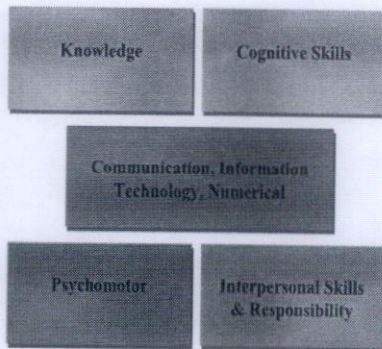 Knowledge
Cognitive Skills
Communication, Information
Technology, Numerical
Psychomotor
Interpersonal Skills
& Responsibility